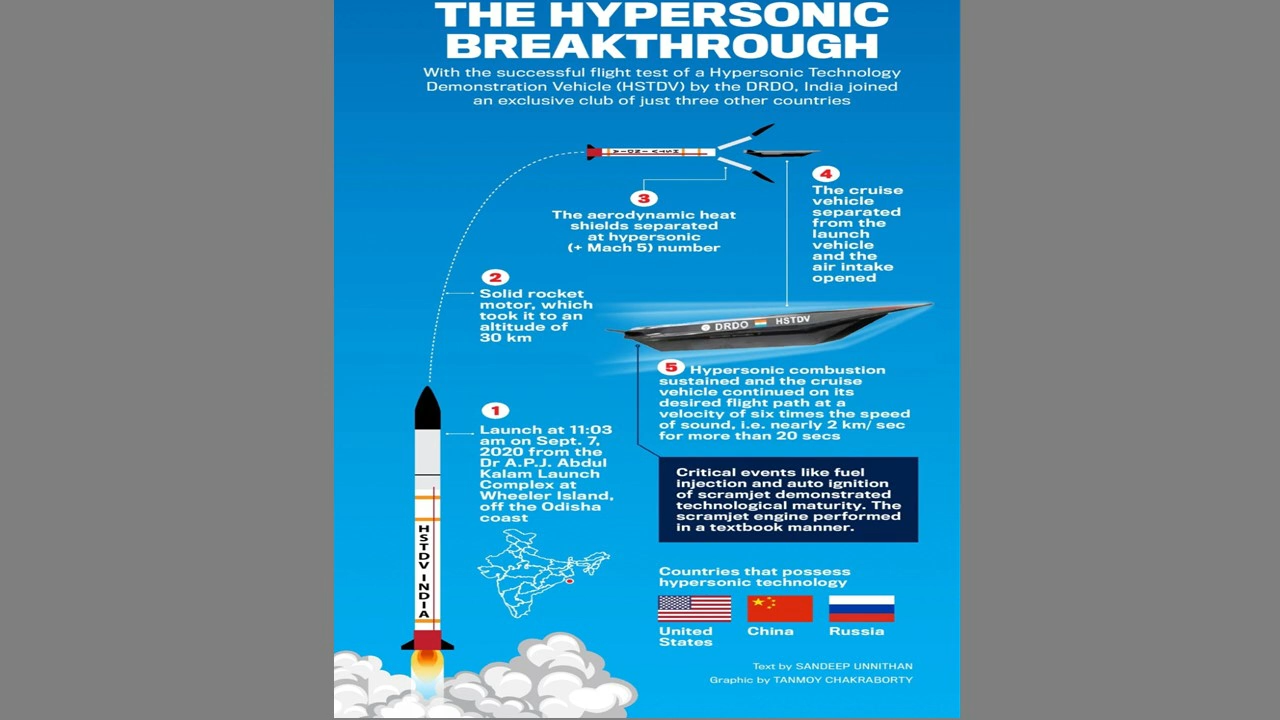 THE HYPERSONIC
BREAKTHROUGH
With the successful flight test of a Hypersonic Technology
Demonstration Vehicle (HSTDV) by the DRDO, India joined
an exclusive club of just three other countries
3
The aerodynamic heat
shields separated
at hypersonic
(+ Mach 5) number
4
The cruise
vehicle
separated
from the
launch
vehicle
and the
air intake
opened
2
Solid rocket
motor, which
took it to an
altitude of
30 km
DRDO HSTDV
5 Hypersonic combustion
sustained and the cruise
vehicle continued on its
desired flight path at a
velocity of six times the speed
of sound, i.e. nearly 2 km/ sec
for more than 20 secs
1
Launch at 11:03
am on Sept. 7,
2020 from the
Dr A.P.J. Abdul
Kalam Launch
Complex at
Wheeler Island,
off the Odisha
coast
HSTDV INDIA
Critical events like fuel
injection and auto ignition
of scramjet demonstrated
technological maturity. The
scramjet engine performed
in a textbook manner.
Countries that possess
hypersonic technology
United
States
China
Russia
Text by SANDEEP UNNITHAN
Graphic by TANMOY CHAKRABORTY